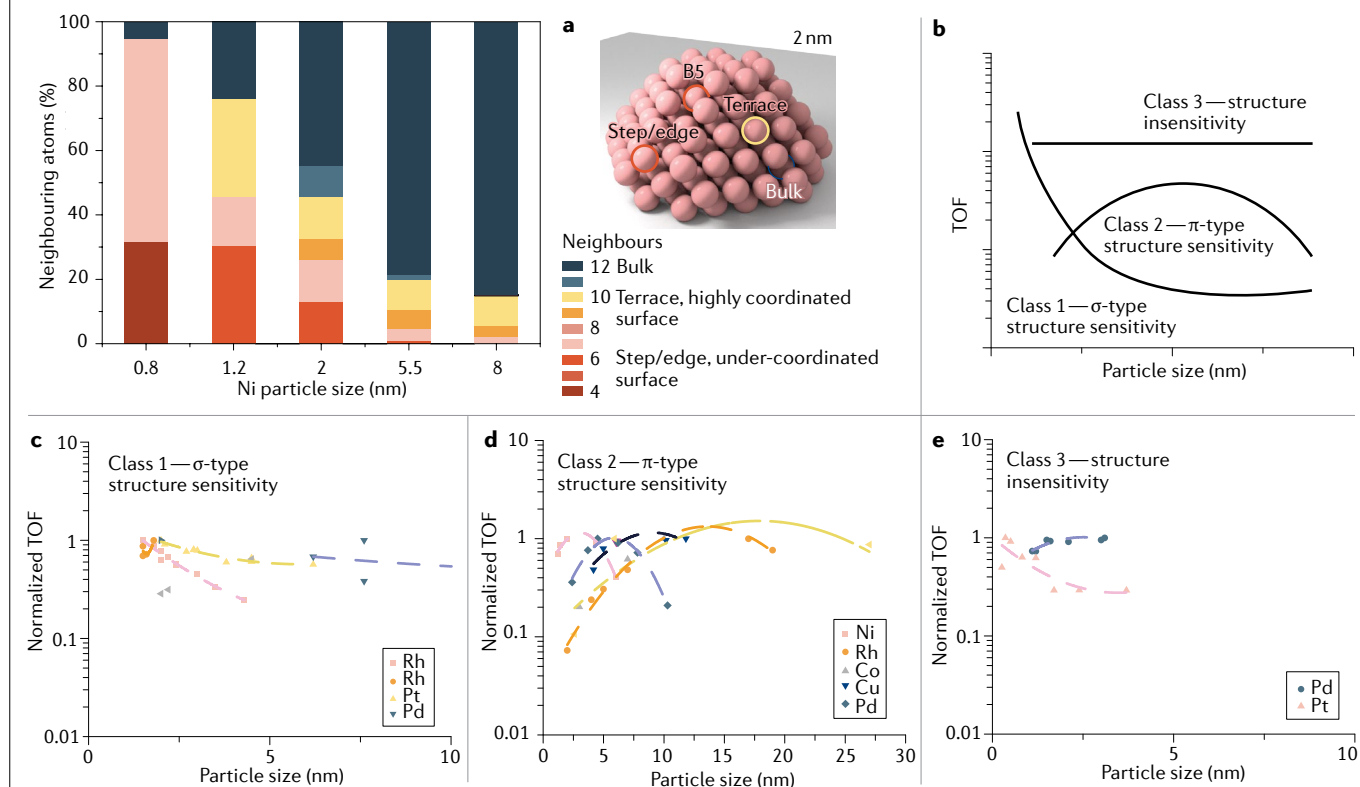 100
80
60
40
20
0
Neighbouring atoms (%)
0.8
1.2
2
5.5
8
Ni particle size (nm)
a
2 nm
B5
Terrace
Step/edge
Bulk
Neighbours
12 Bulk
10 Terrace, highly coordinated
surface
8
6 Step/edge, under-coordinated
surface
4
b
TOF
Class 3—structure
insensitivity
Class 2—π-type
structure sensitivity
Class 1—σ-type
structure sensitivity
Particle size (nm)
c
Class 1—σ-type
structure sensitivity
10
1
0.1
0.01
Normalized TOF
Rh
Rh
Pt
Pd
0
5
10
Particle size (nm)
d
Class 2—π-type
structure sensitivity
10
1
0.1
0.01
Normalized TOF
Ni
Rh
Co
Cu
Pd
0
5
10
15
20
25
30
Particle size (nm)
e
Class 3—structure
insensitivity
10
1
0.1
0.01
Normalized TOF
Pd
Pt
0
5
10
Particle size (nm)